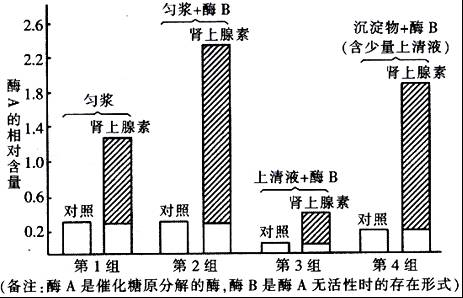 酶A的相对含量
2.6
2.2
1.8
1.4
1.0
0.6
0.2
匀浆
肾上腺素
对照
匀浆+酶B
肾上腺素
对照
上清液+酶B
肾上腺素
对照
沉淀物+酶B
(含少量上清液)
肾上腺素
对照
第1组 第2组 第3组 第4组
(备注:酶A是催化糖原分解的酶,酶B是酶A无活性时的存在形式)